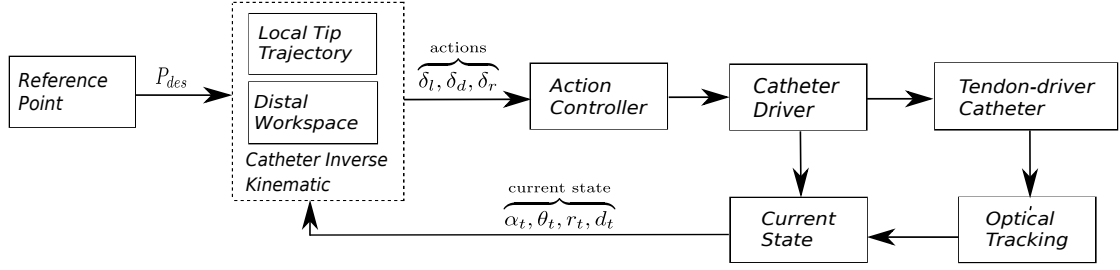 Reference
Point
P_des
Local Tip
Trajectory
Distal
Workspace
Catheter Inverse
Kinematic
actions
δ_l, δ_d, δ_r
Action
Controller
Catheter
Driver
Tendon-driver
Catheter
current state
α_t, θ_t, r_t, d_t
Current
State
Optical
Tracking